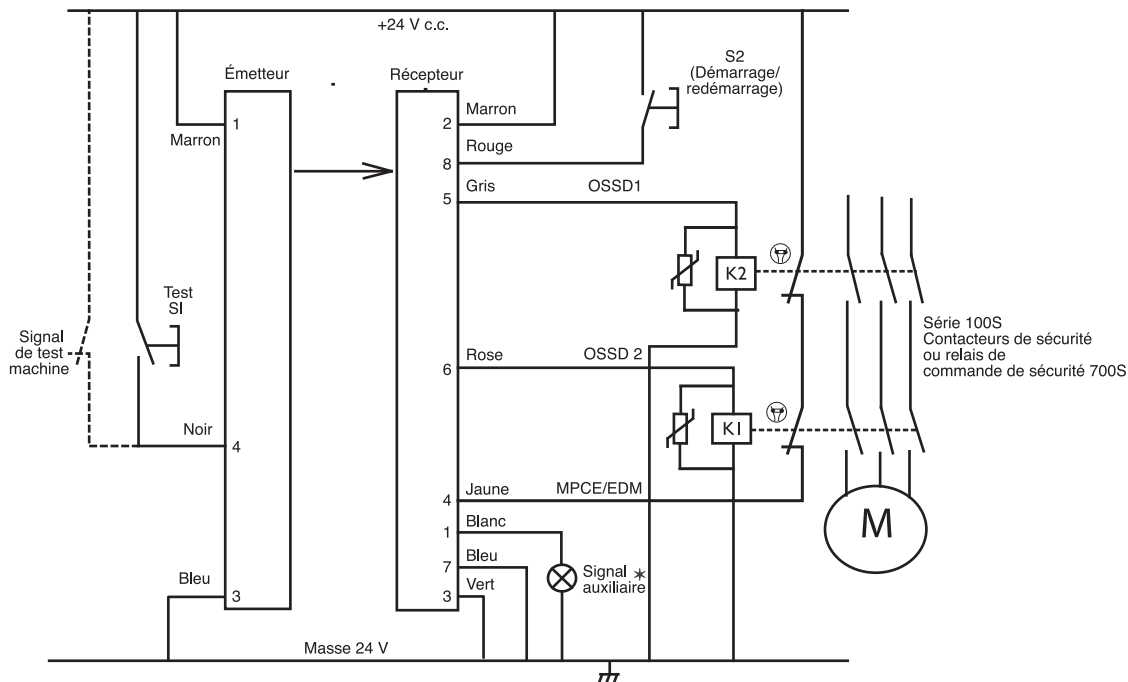 +24 V c.c.
S2
(Démarrage/
redémarrage)
Émetteur
Récepteur
1
Marron
2
Marron
8
Rouge
5
Gris
OSSD1
K2
Test
SI
Signal
de test
machine
Série 100S
Contacteurs de sécurité
ou relais de
commande de sécurité 700S
6
Rose
OSSD 2
K1
Noir
4
4
Jaune
MPCE/EDM
1
Blanc
7
Bleu
Signal *
auxiliaire
3
Vert
M
Bleu
3
Masse 24 V